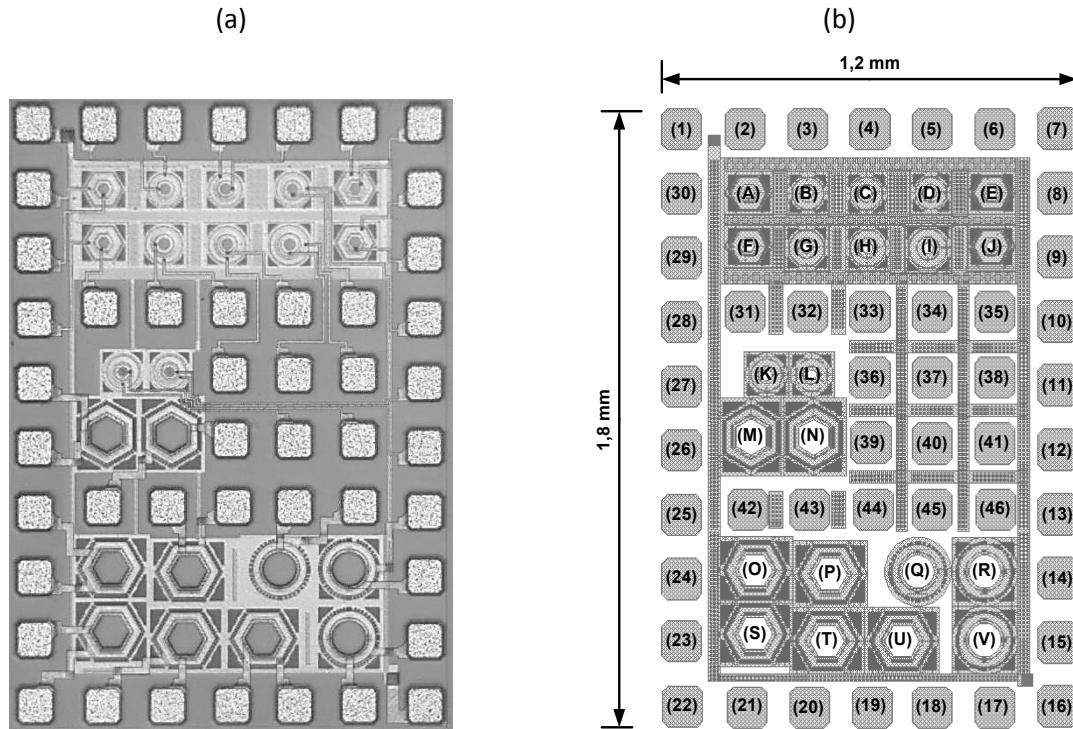 (a)
(b)
1,2 mm
1,8 mm
(1) (2) (3) (4) (5) (6) (7)
(30) (A) (B) (C) (D) (E) (8)
(29) (F) (G) (H) (I) (J) (9)
(28) (31) (32) (33) (34) (35) (10)
(27) (K) (L) (36) (37) (38) (11)
(26) (M) (N) (39) (40) (41) (12)
(25) (42) (43) (44) (45) (46) (13)
(24) (O) (P) (Q) (R) (14)
(23) (S) (T) (U) (V) (15)
(22) (21) (20) (19) (18) (17) (16)